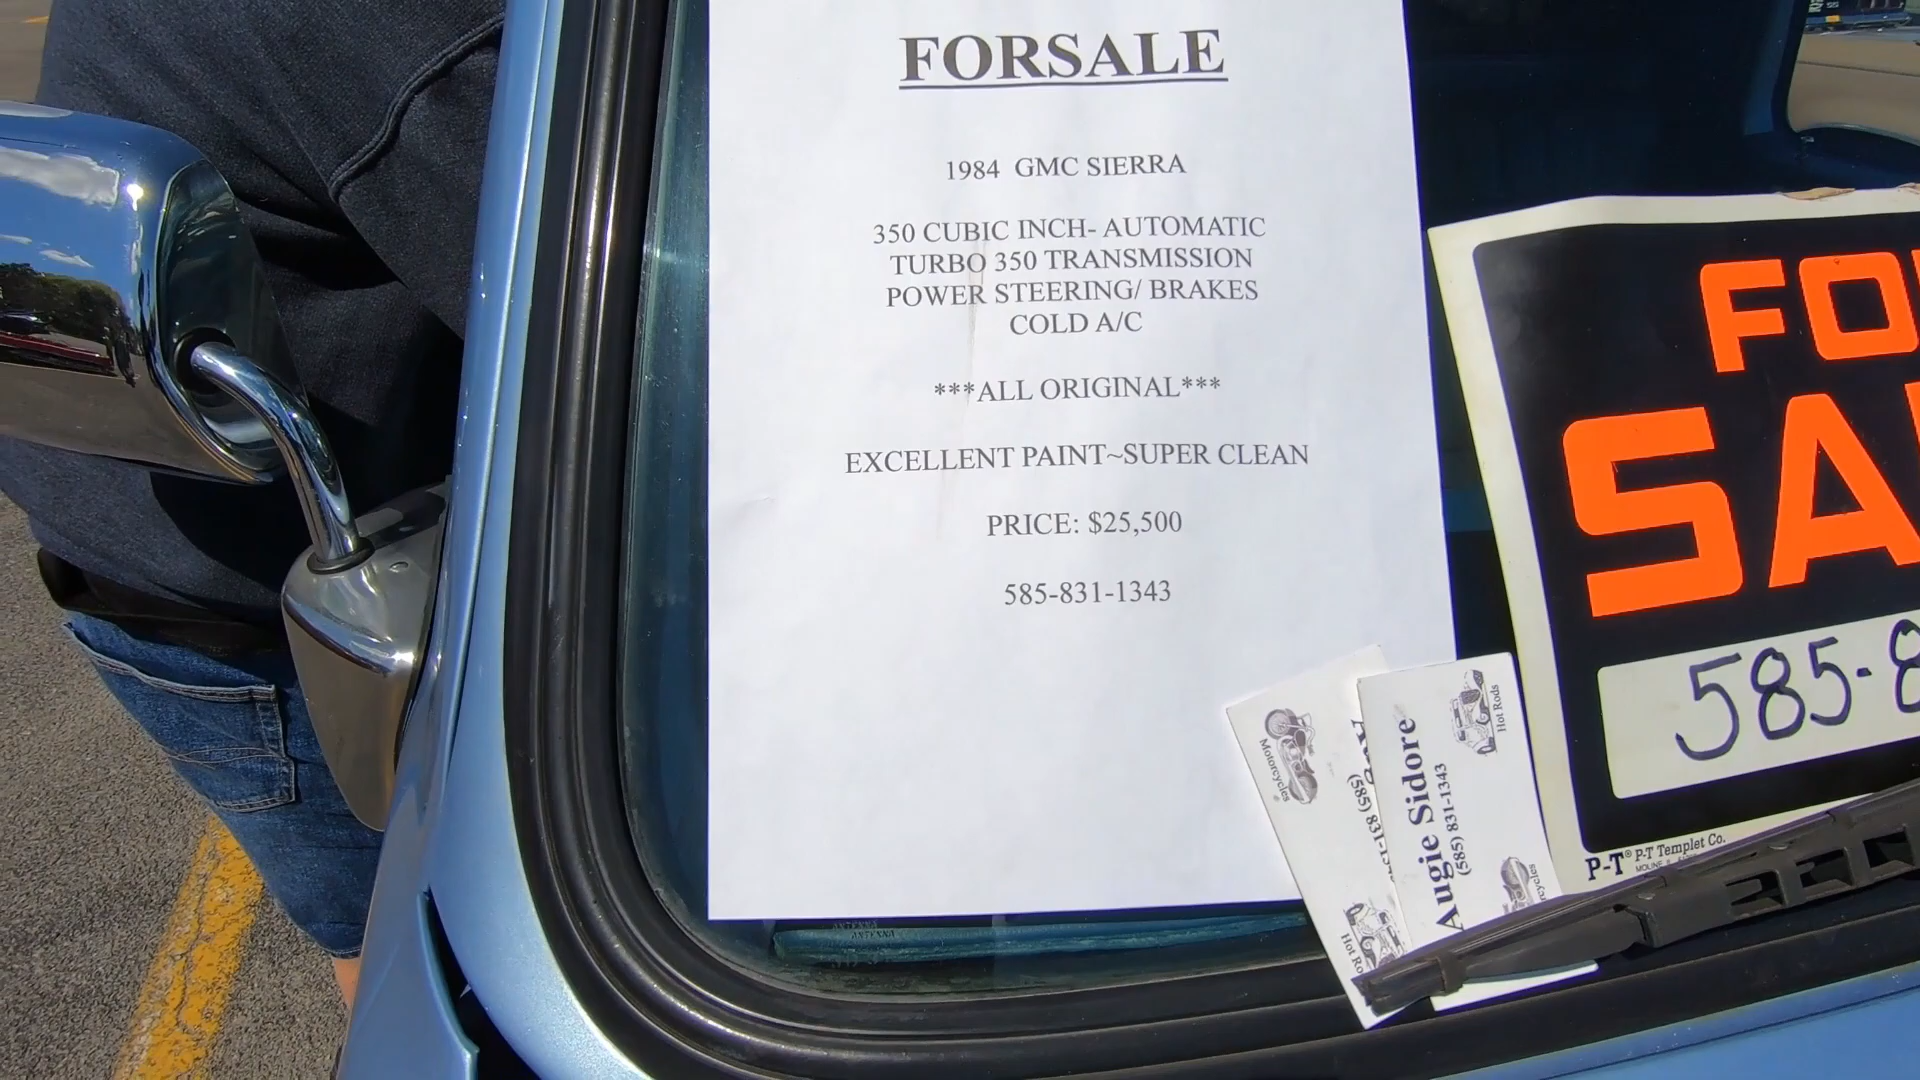 FORSALE
1984 GMC SIERRA
350 CUBIC INCH- AUTOMATIC
TURBO 350 TRANSMISSION
POWER STEERING/ BRAKES
COLD A/C
***ALL ORIGINAL***
EXCELLENT PAINT~SUPER CLEAN
PRICE: $25,500
585-831-1343
FO
SA
585-8
P-T® P-T Templet Co.
Motorcycles
Hot Rods
Augie Sidore
(585) 831-1343
ANTENNA